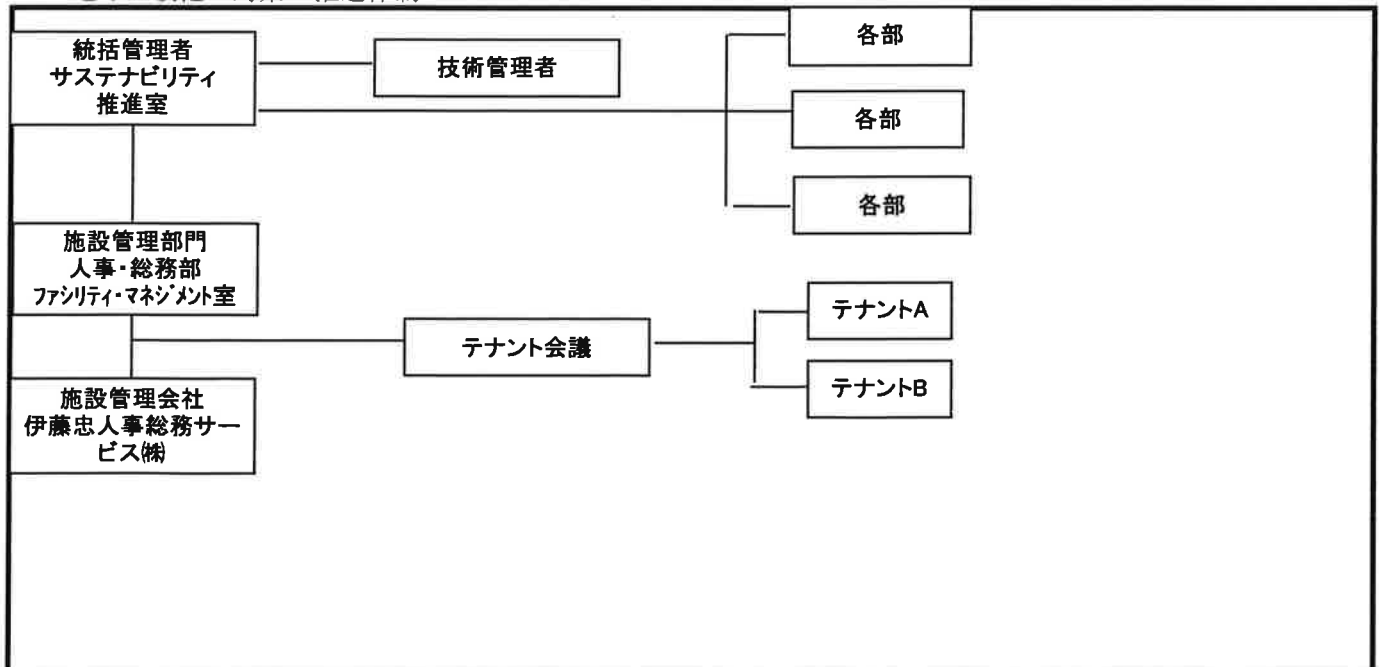 統括管理者
サステナビリティ
推進室
技術管理者
各部
各部
各部
施設管理部門
人事・総務部
ファシリティ・マネジメント室
テナント会議
テナントA
テナントB
施設管理会社
伊藤忠人事総務サー
ビス㈱